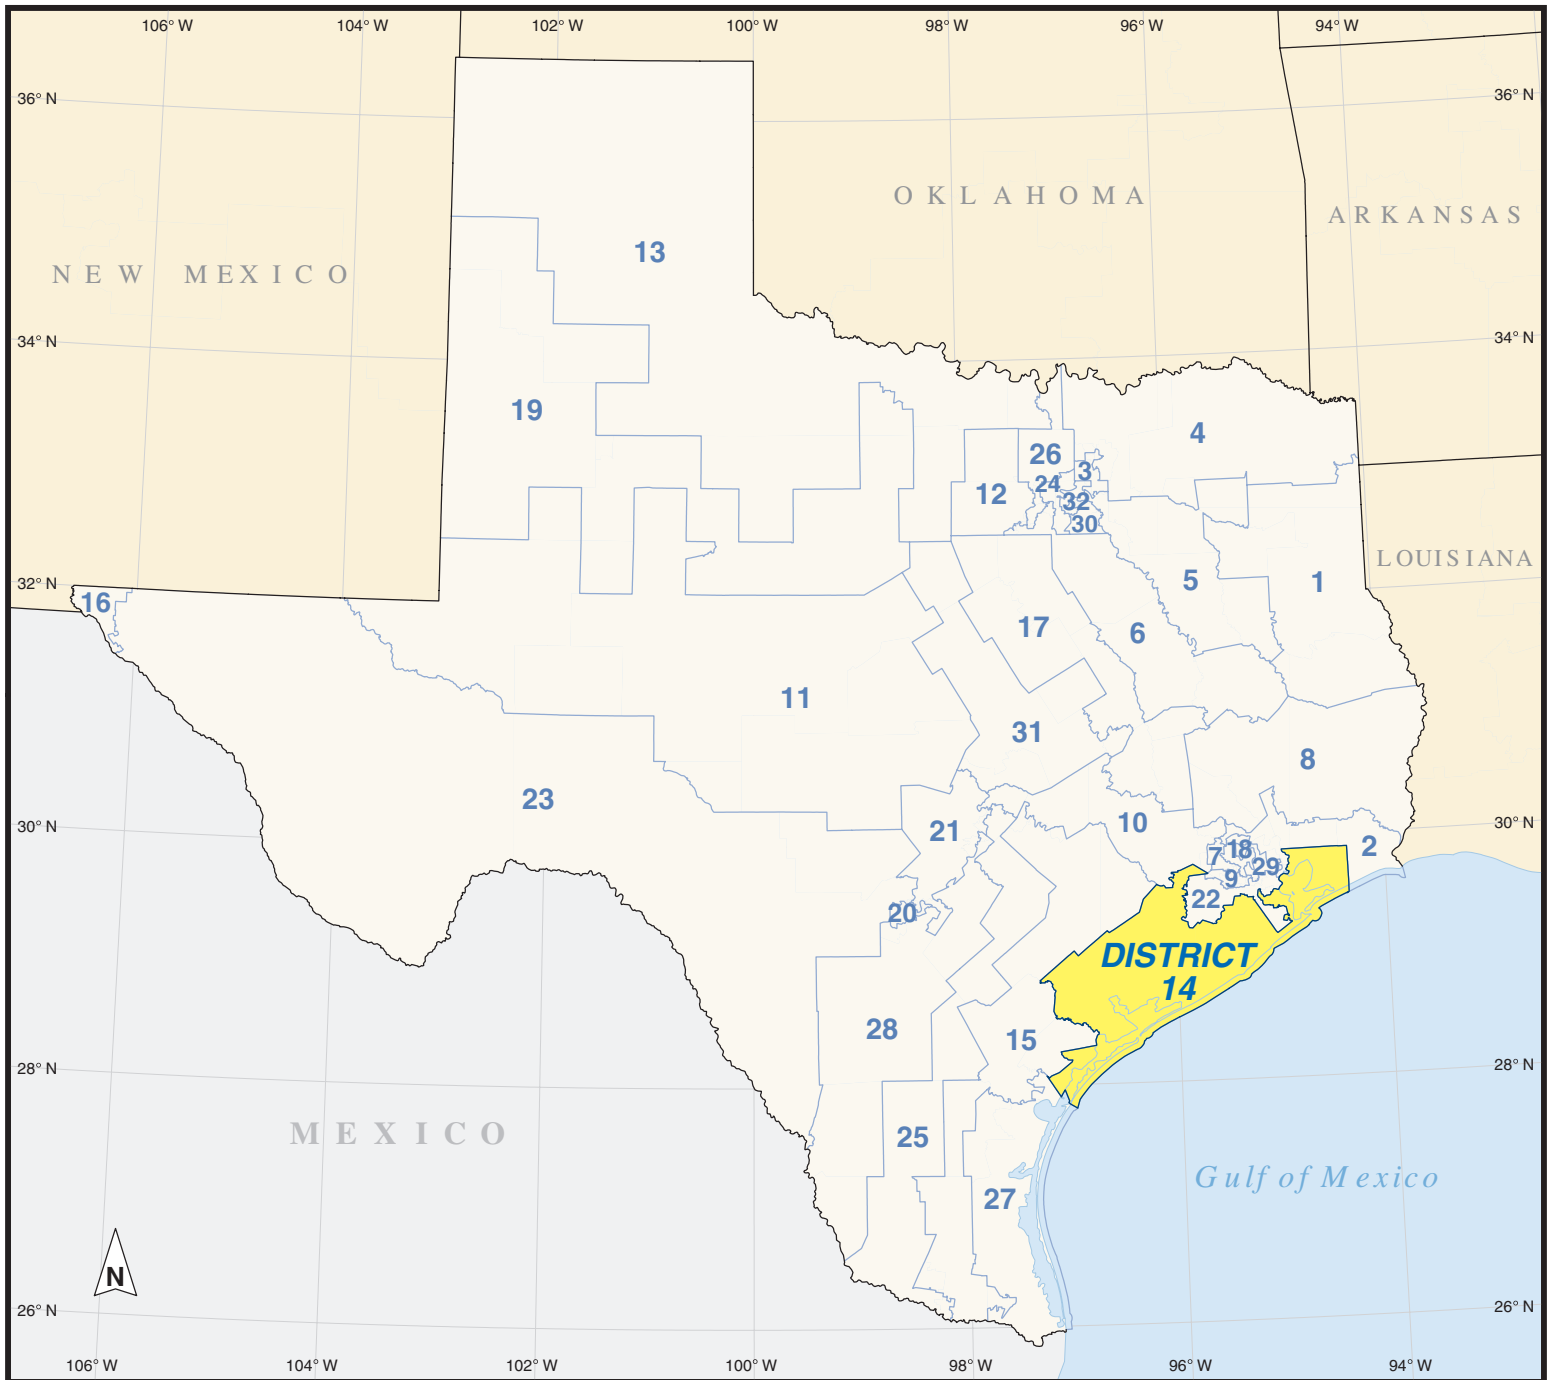 106° W 104° W 102° W 100° W 98° W 96° W 94° W
36° N 36° N
OKLAHOMA
ARKANSAS
NEW MEXICO
13
34° N 34° N
19
4
26
3
24
12
32
30
LOUISIANA
32° N
5
1
16
17
6
11
31
8
23
30° N 30° N
21
10
2
7
18
29
9
22
20
DISTRICT
14
28
15
28° N 28° N
MEXICO
25
Gulf of Mexico
27
N
26° N 26° N
106° W 104° W 102° W 100° W 98° W 96° W 94° W